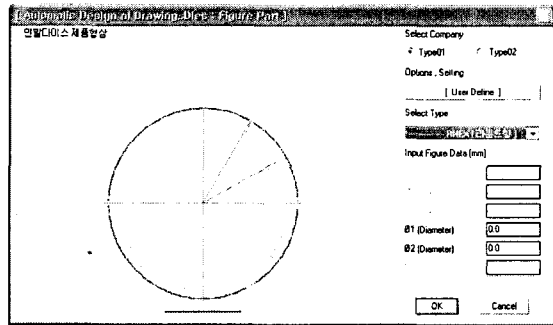 [ Automatic Design of Drawing Dies : Figure Part ]
인발다이스 제품형상
Select Company
Type01
Type02
Options , Setting
[ User Define ]
Select Type
Input Figure Data [mm]
Ø1 (Diameter)
0.0
Ø2 (Diameter)
0.0
OK
Cancel